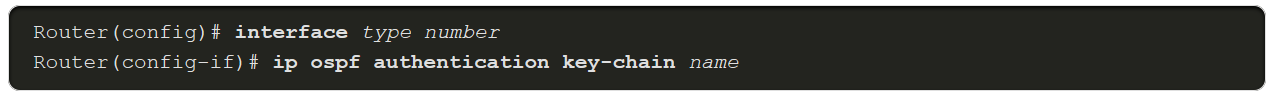 Router(config)# interface type number
Router(config-if)# ip ospf authentication key-chain name